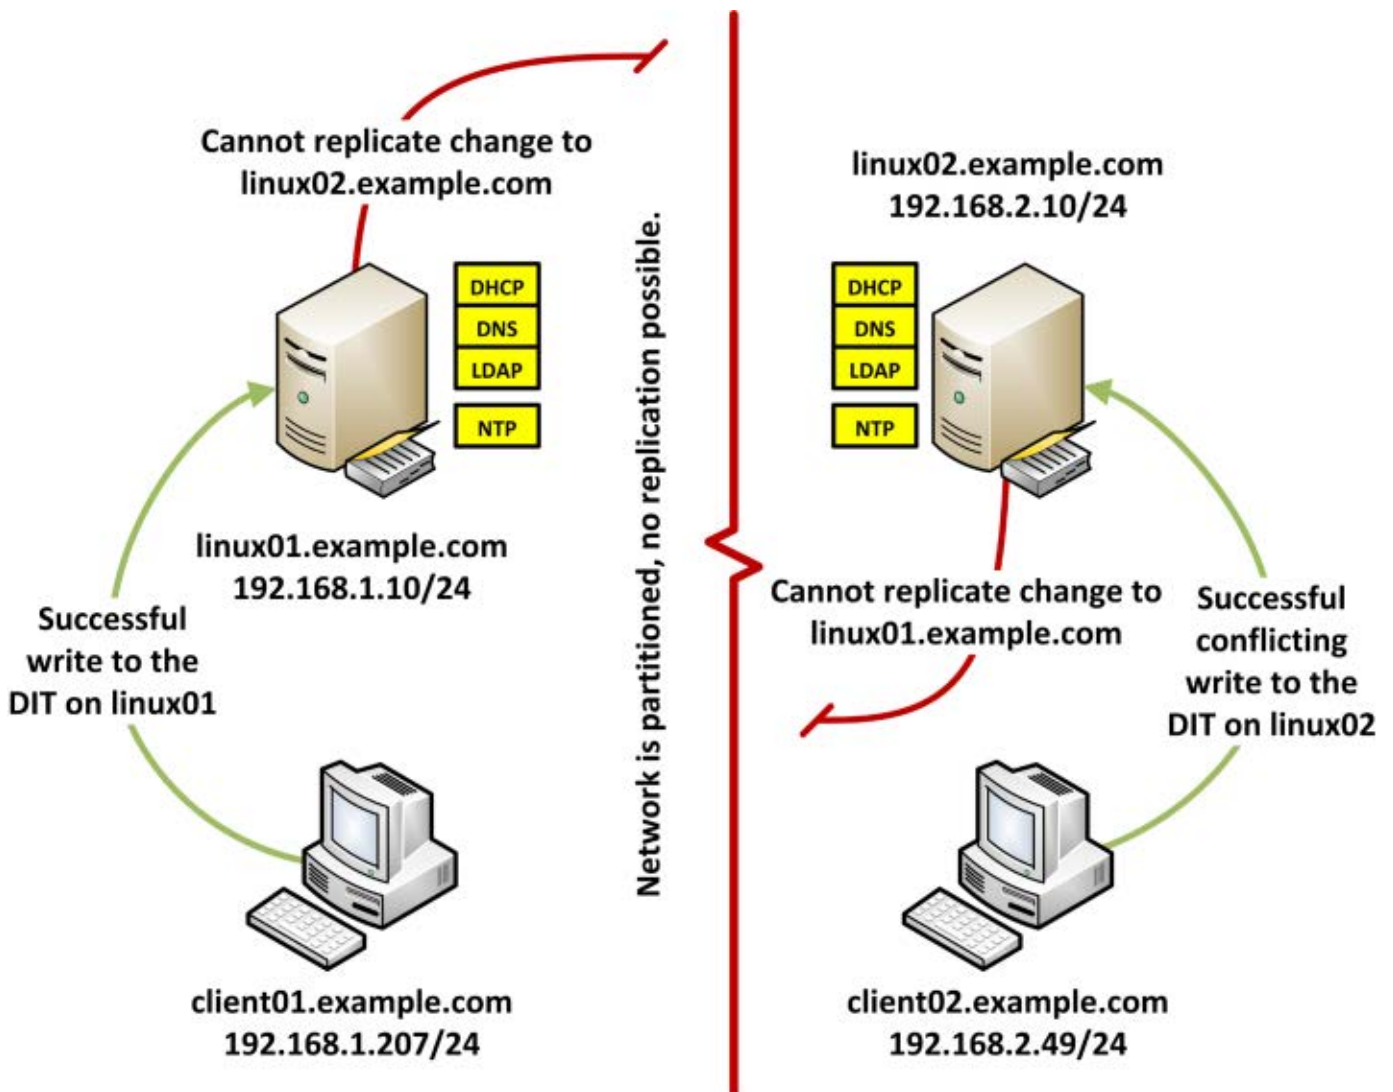 Cannot replicate change to
linux02.example.com
DHCP
DNS
LDAP
NTP
linux01.example.com
192.168.1.10/24
Successful
write to the
DIT on linux01
client01.example.com
192.168.1.207/24
Network is partitioned, no replication possible.
linux02.example.com
192.168.2.10/24
DHCP
DNS
LDAP
NTP
Cannot replicate change to
linux01.example.com
Successful
conflicting
write to the
DIT on linux02
client02.example.com
192.168.2.49/24